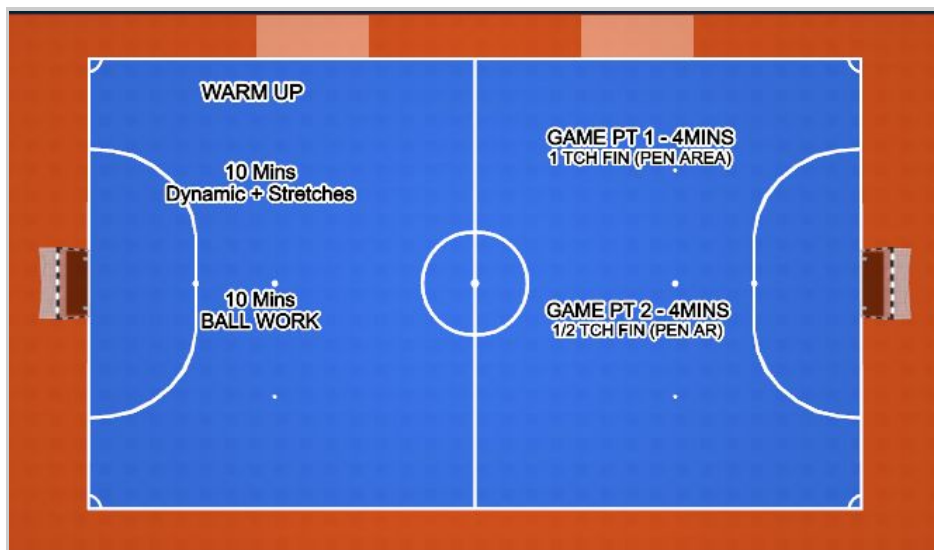 WARM UP
10 Mins
Dynamic + Stretches
10 Mins
BALL WORK
GAME PT 1 - 4MINS
1 TCH FIN (PEN AREA)
GAME PT 2 - 4MINS
1/2 TCH FIN (PEN AR)